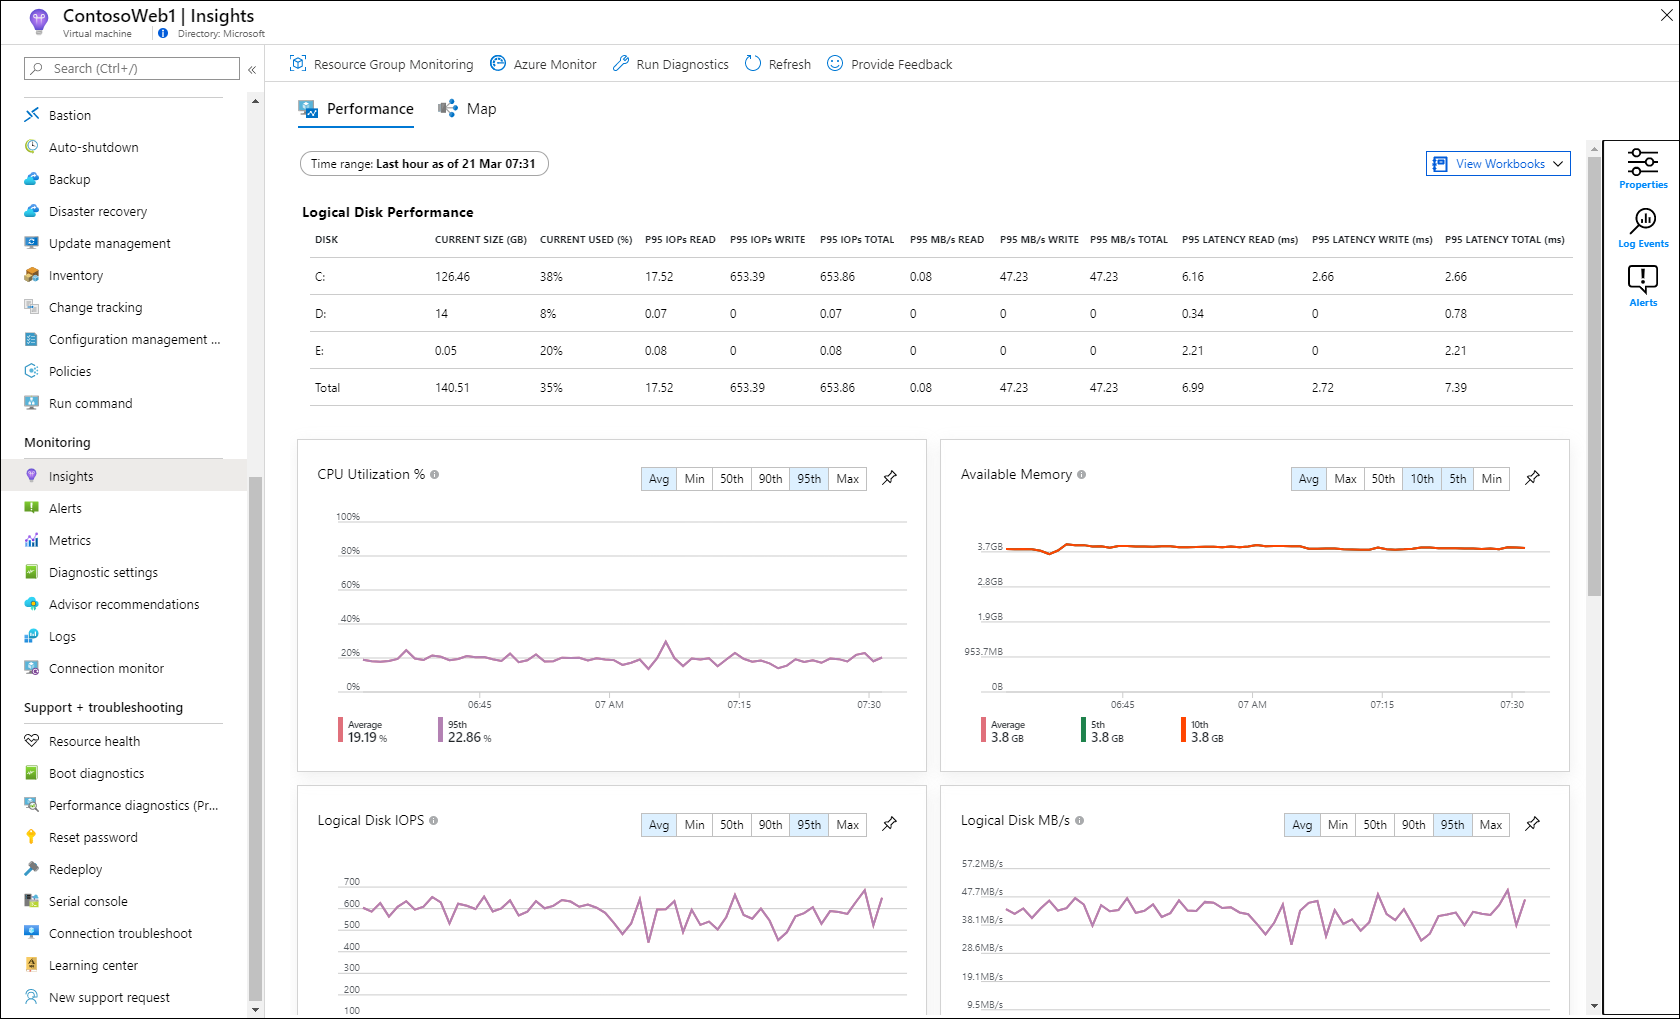 ContosoWeb1 | Insights
Virtual machine
Directory: Microsoft
Search (Ctrl+/)
Bastion
Auto-shutdown
Backup
Disaster recovery
Update management
Inventory
Change tracking
Configuration management ...
Policies
Run command
Monitoring
Insights
Alerts
Metrics
Diagnostic settings
Advisor recommendations
Logs
Connection monitor
Support + troubleshooting
Resource health
Boot diagnostics
Performance diagnostics (Pr...
Reset password
Redeploy
Serial console
Connection troubleshoot
Learning center
New support request
Resource Group Monitoring Azure Monitor Run Diagnostics Refresh Provide Feedback
Performance Map
Time range: Last hour as of 21 Mar 07:31
View Workbooks
Logical Disk Performance
DISK CURRENT SIZE (GB) CURRENT USED (%) P95 IOPs READ P95 IOPs WRITE P95 IOPs TOTAL P95 MB/s READ P95 MB/s WRITE P95 MB/s TOTAL P95 LATENCY READ (ms) P95 LATENCY WRITE (ms) P95 LATENCY TOTAL (ms)
C: 126.46 38% 17.52 653.39 653.86 0.08 47.23 47.23 6.16 2.66 2.66
D: 14 8% 0.07 0 0.07 0 0 0 0.34 0 0.78
E: 0.05 20% 0.08 0 0.08 0 0 0 2.21 0 2.21
Total 140.51 35% 17.52 653.39 653.86 0.08 47.23 47.23 6.99 2.72 7.39
CPU Utilization %
Avg Min 50th 90th 95th Max
100%
80%
60%
40%
20%
0%
06:45 07 AM 07:15 07:30
Average 95th
19.19 % 22.86 %
Available Memory
Avg Max 50th 10th 5th Min
3.7GB
2.8GB
1.9GB
953.7MB
0B
06:45 07 AM 07:15 07:30
Average 5th 10th
3.8 GB 3.8 GB 3.8 GB
Logical Disk IOPS
Avg Min 50th 90th 95th Max
700
600
500
400
300
200
100
Logical Disk MB/s
Avg Min 50th 90th 95th Max
57.2MB/s
47.7MB/s
38.1MB/s
28.6MB/s
19.1MB/s
9.5MB/s
Properties
Log Events
Alerts